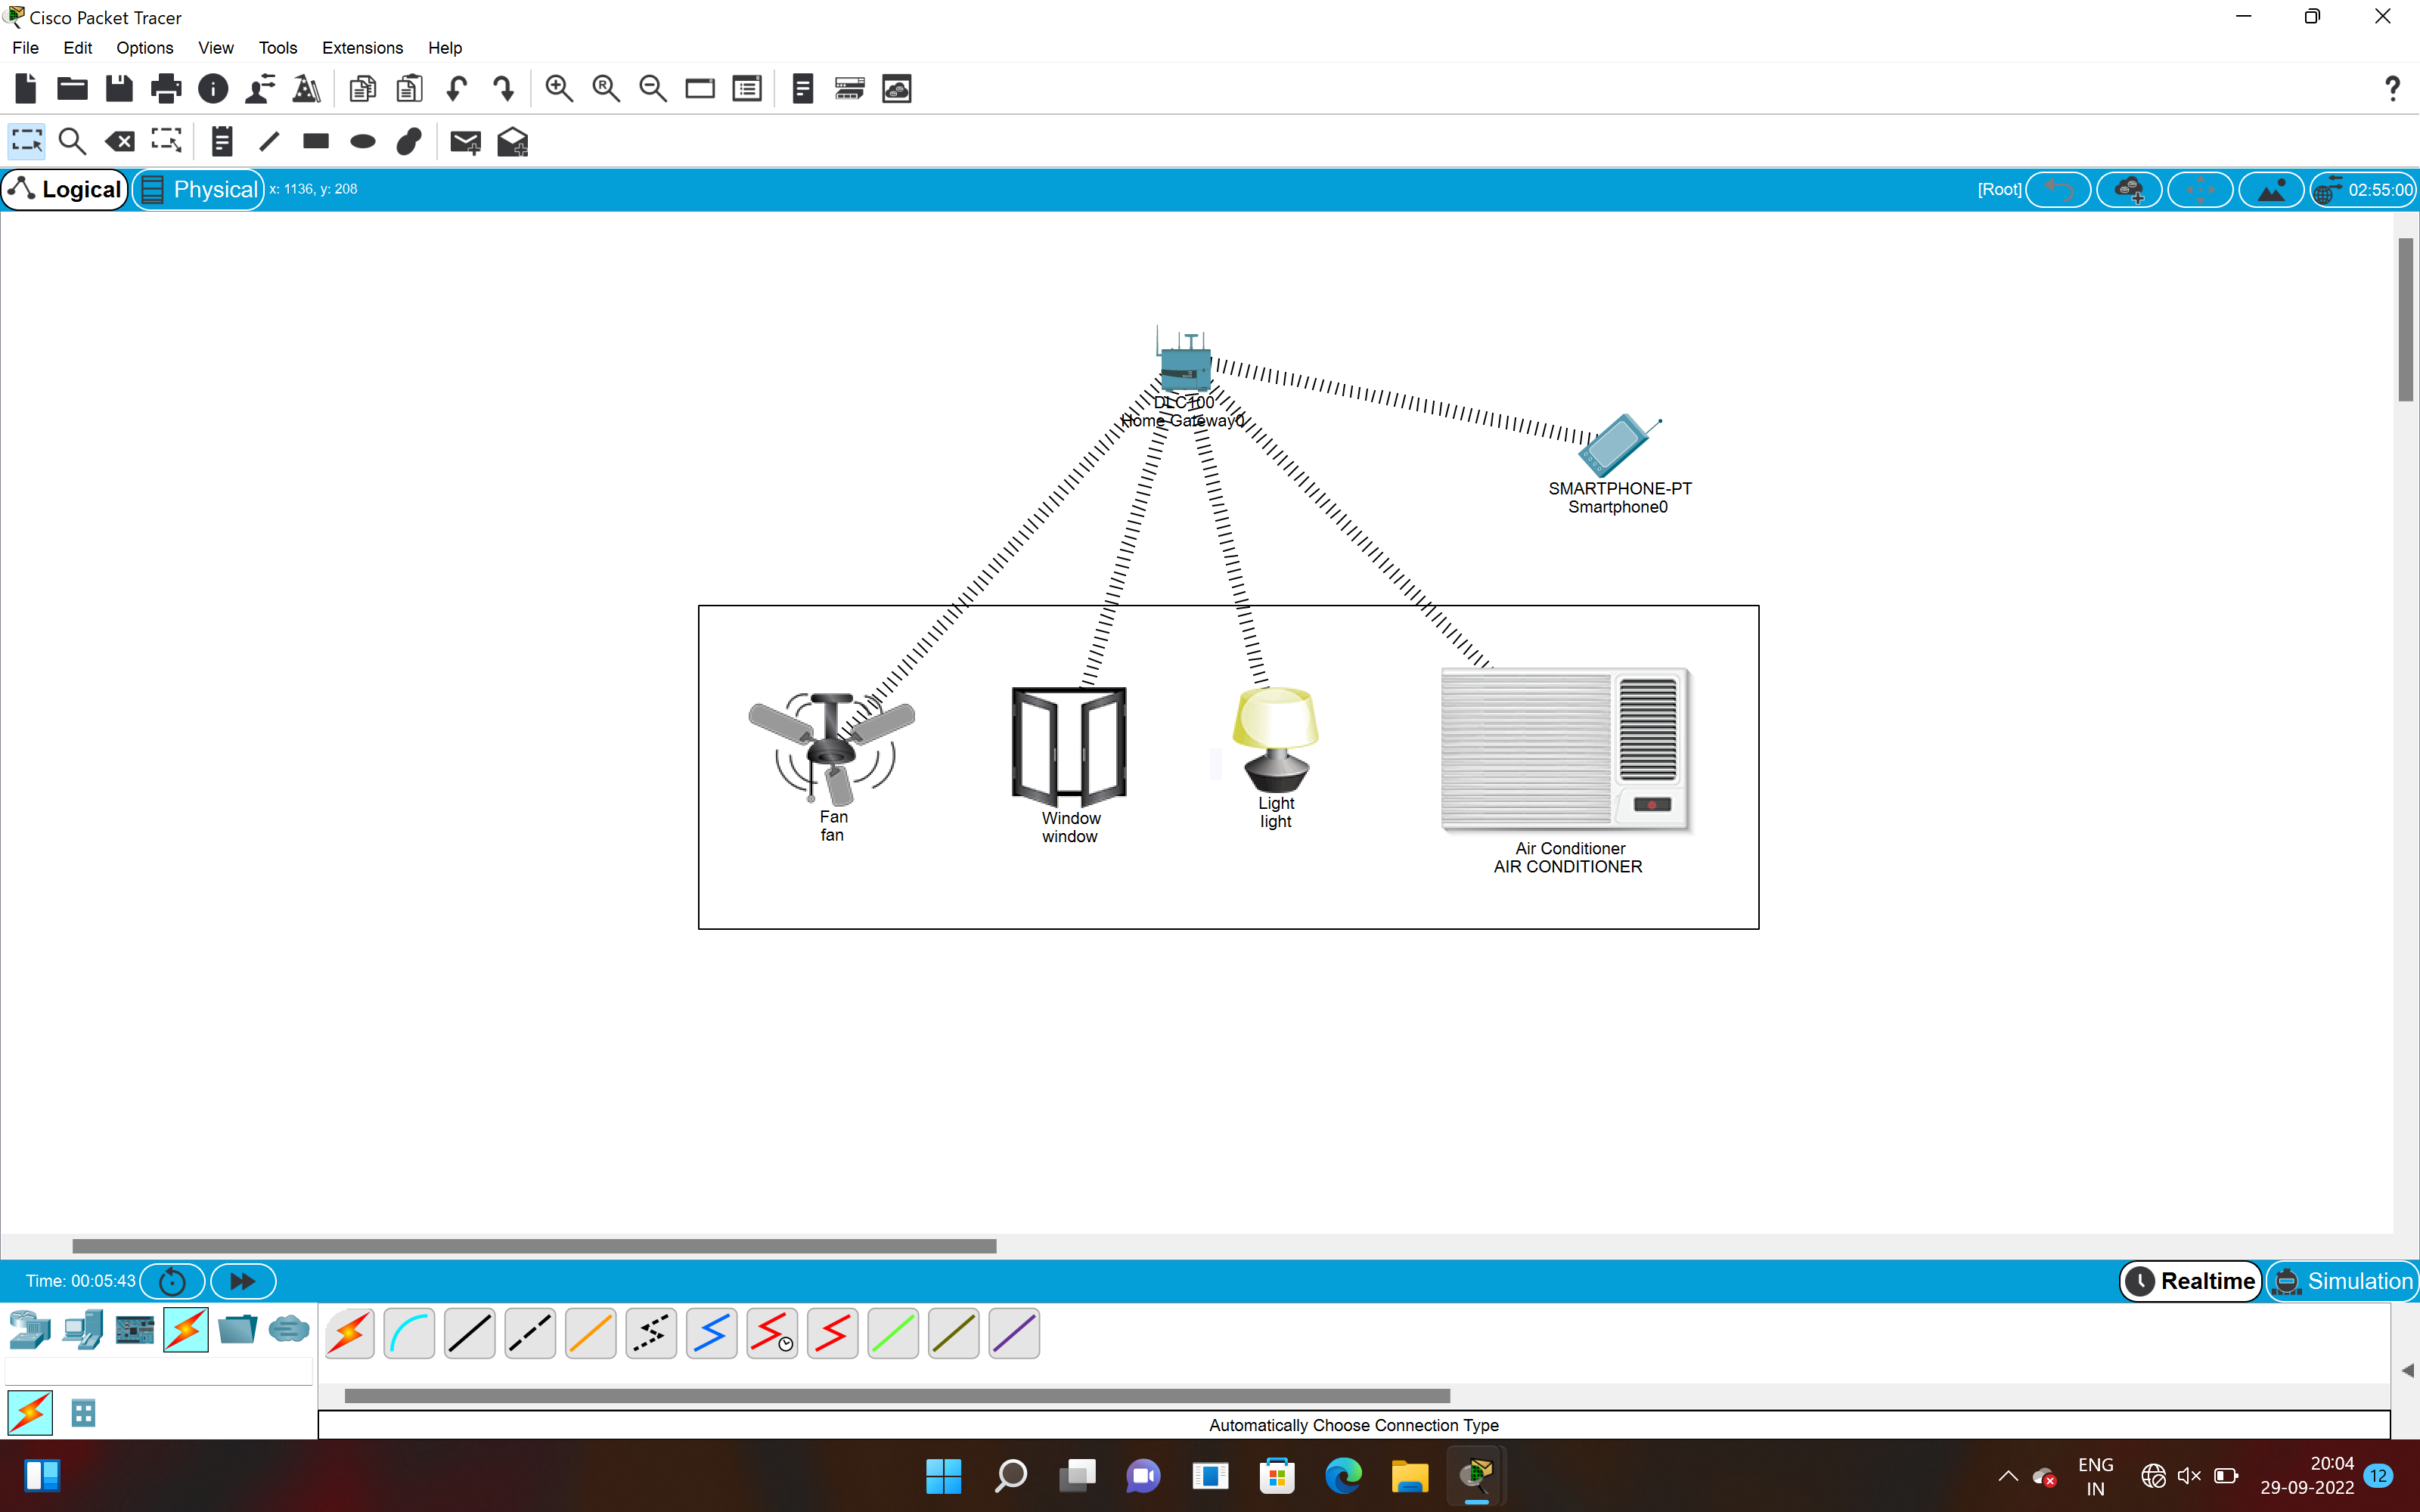 Cisco Packet Tracer
File Edit Options View Tools Extensions Help
Logical Physical x: 1136, y: 208 [Root] 02:55:00
DLC100
Home Gateway0
SMARTPHONE-PT
Smartphone0
Fan
fan
Window
window
Light
light
Air Conditioner
AIR CONDITIONER
Time: 00:05:43 Realtime Simulation
Automatically Choose Connection Type
ENG
IN
20:04
29-09-2022
12